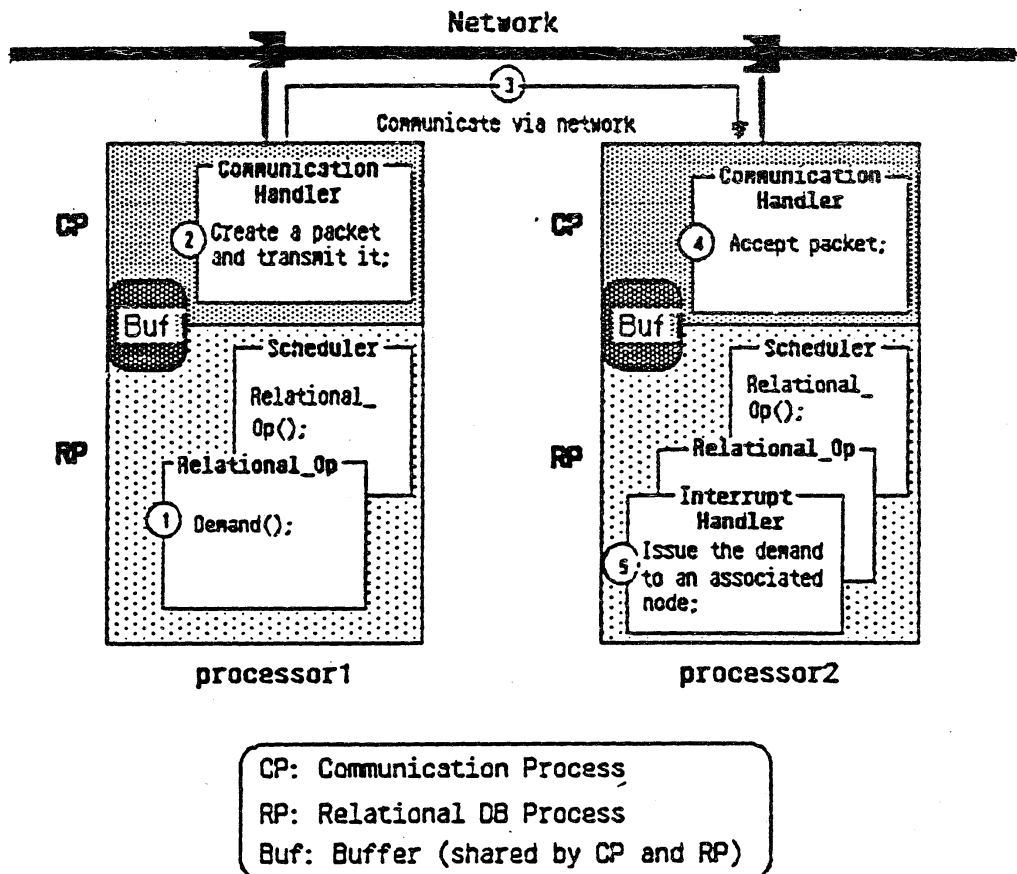 Network
3
Communicate via network
Communication
Handler
CP
2
Create a packet
and transmit it;
Buf
Scheduler
Relational_
Op();
RP
Relational_Op
1
Demand();
processor1
Communication
Handler
CP
4
Accept packet;
Buf
Scheduler
Relational_
Op();
RP
Relational_Op
Interrupt
Handler
5
Issue the demand
to an associated
node;
processor2
CP: Communication Process
RP: Relational DB Process
Buf: Buffer (shared by CP and RP)